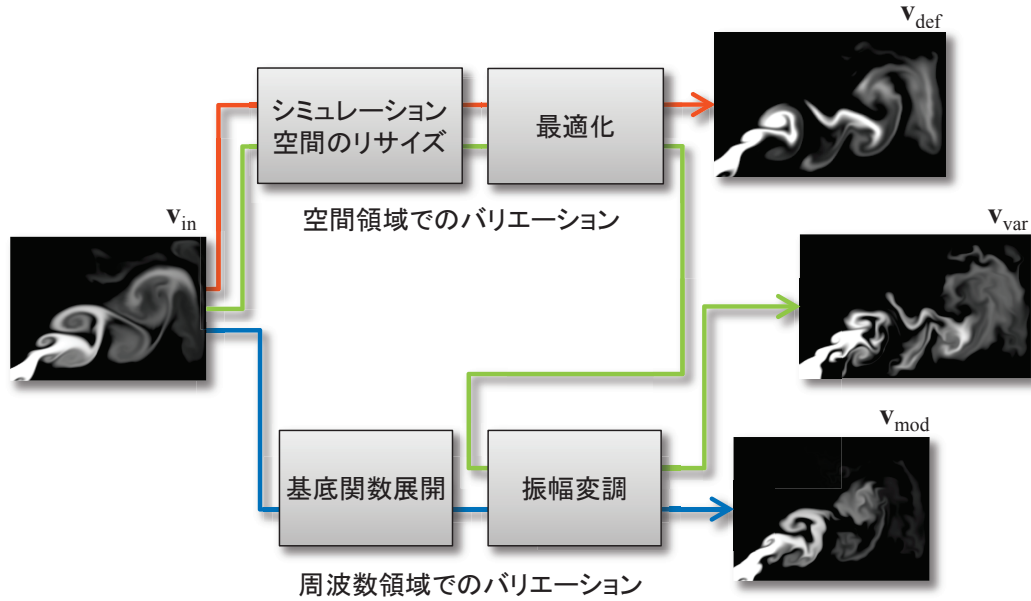 v_def
シミュレーション
空間のリサイズ
最適化
空間領域でのバリエーション
v_in
v_var
v_mod
基底関数展開
振幅変調
周波数領域でのバリエーション